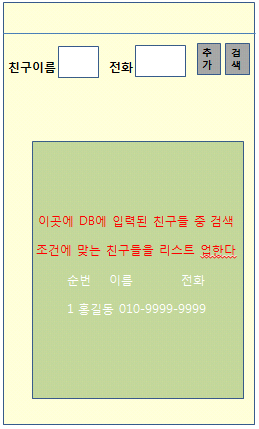 친구이름 전화 추가 검색
이곳에 DB에 입력된 친구들 중 검색
조건에 맞는 친구들을 리스트 업한다
순번 이름 전화
1 홍길동 010-9999-9999